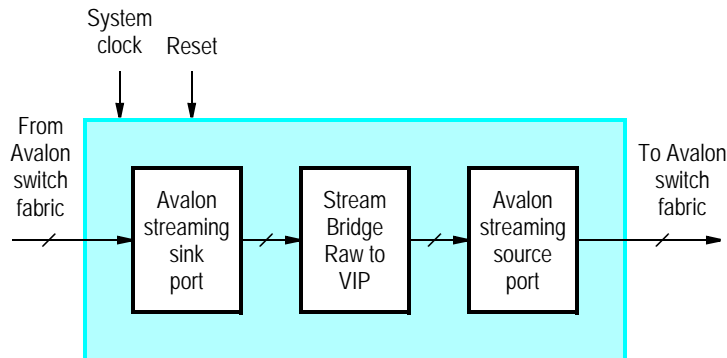 System
clock
Reset
From
Avalon
switch
fabric
Avalon
streaming
sink
port
Stream
Bridge
Raw to
VIP
Avalon
streaming
source
port
To Avalon
switch
fabric